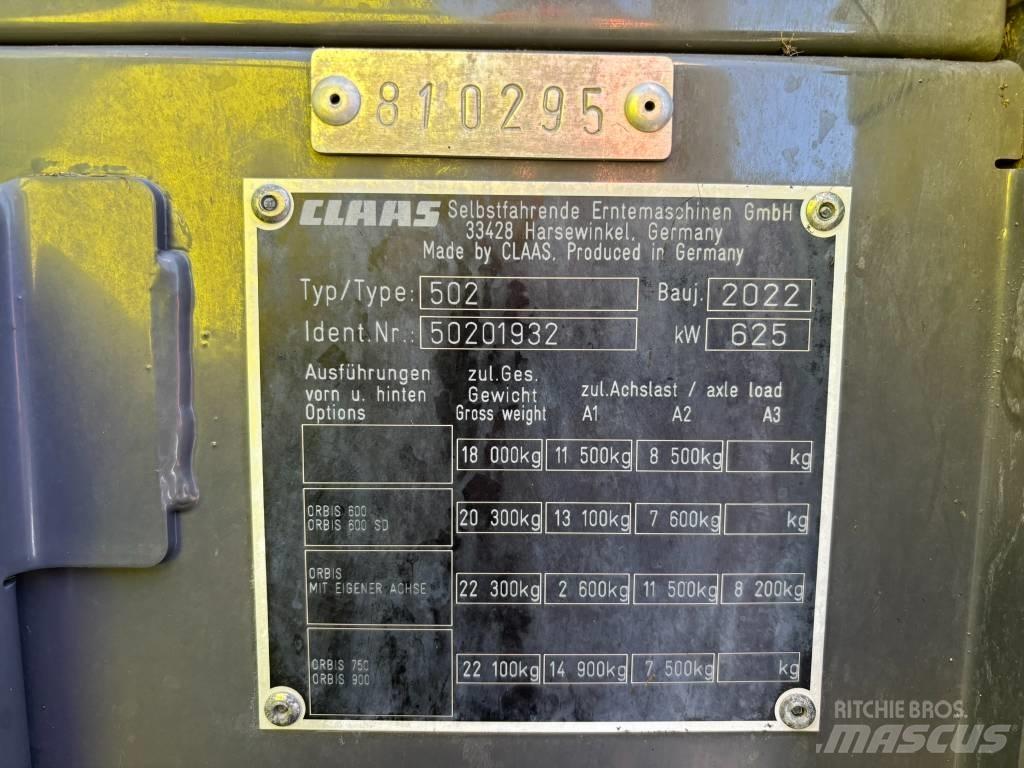 810295
CLAAS Selbstfahrende Erntemaschinen GmbH
33428 Harsewinkel, Germany
Made by CLAAS, Produced in Germany
Typ/Type: 502 Bauj. 2022
Ident.Nr.: 50201932 kW 625
Ausführungen zul.Ges.
vorn u. hinten Gewicht zul.Achslast / axle load
Options Gross weight A1 A2 A3
18 000kg 11 500kg 8 500kg kg
ORBIS 600
ORBIS 600 SD
20 300kg 13 100kg 7 600kg kg
ORBIS
MIT EIGENER ACHSE
22 300kg 2 600kg 11 500kg 8 200kg
ORBIS 750
ORBIS 900
22 100kg 14 900kg 7 500kg kg
RITCHIE BROS.
MASCUS